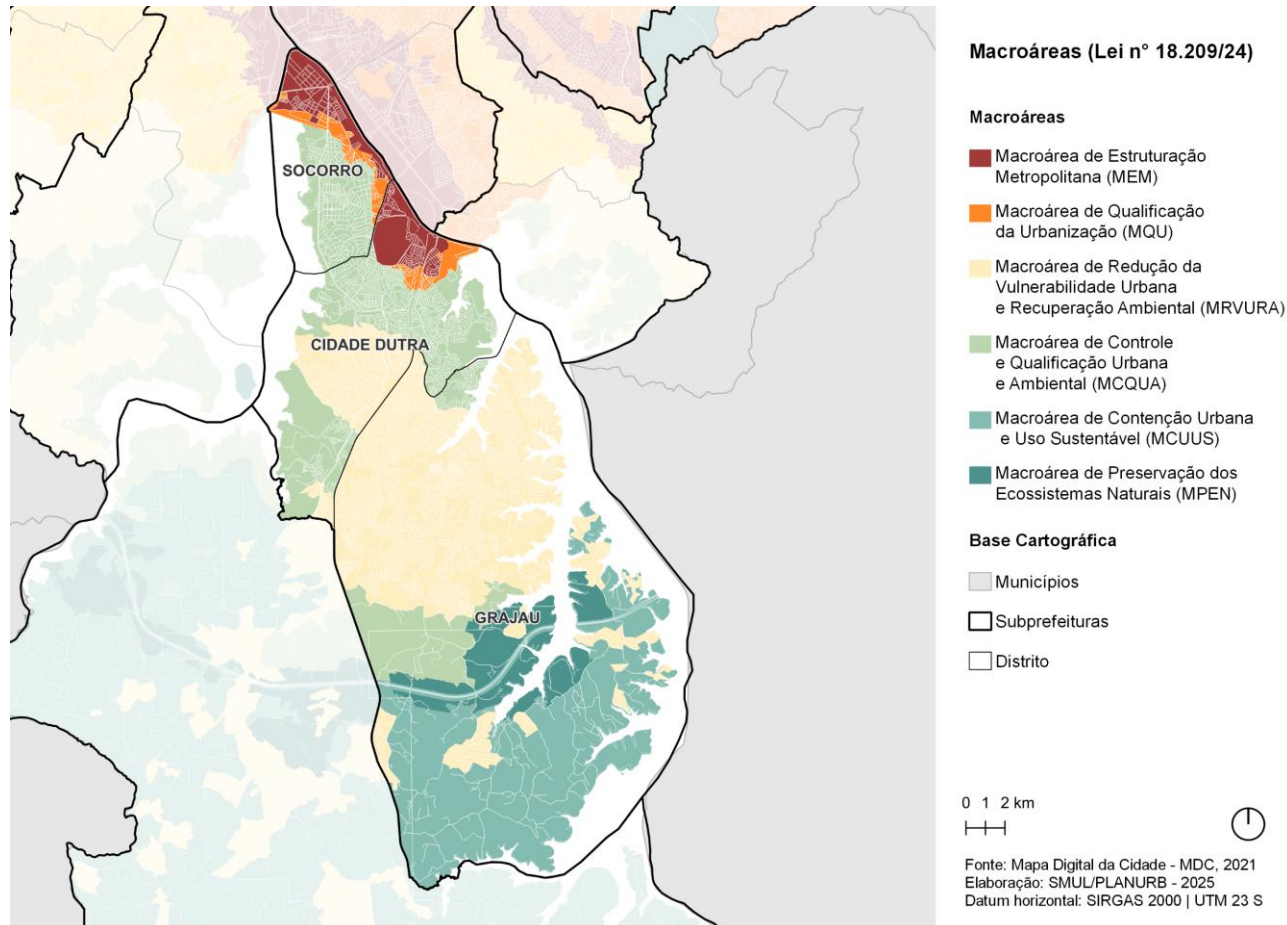 SOCORRO
CIDADE DUTRA
GRAJAU
Macroáreas (Lei n° 18.209/24)
Macroáreas
Macroárea de Estruturação
Metropolitana (MEM)
Macroárea de Qualificação
da Urbanização (MQU)
Macroárea de Redução da
Vulnerabilidade Urbana
e Recuperação Ambiental (MRVURA)
Macroárea de Controle
e Qualificação Urbana
e Ambiental (MCQUA)
Macroárea de Contenção Urbana
e Uso Sustentável (MCUUS)
Macroárea de Preservação dos
Ecossistemas Naturais (MPEN)
Base Cartográfica
Municípios
Subprefeituras
Distrito
0 1 2 km
Fonte: Mapa Digital da Cidade - MDC, 2021
Elaboração: SMUL/PLANURB - 2025
Datum horizontal: SIRGAS 2000 | UTM 23 S